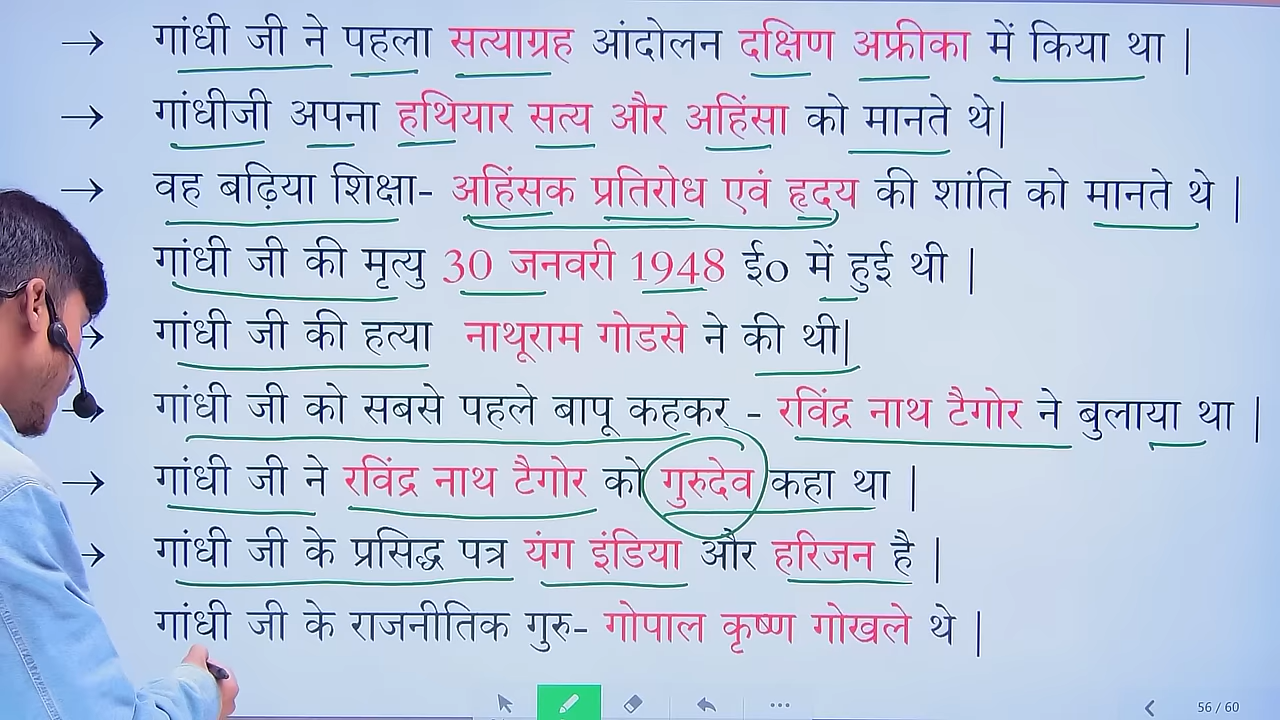 → गांधी जी ने पहला सत्याग्रह आंदोलन दक्षिण अफ्रीका में किया था |
→ गांधीजी अपना हथियार सत्य और अहिंसा को मानते थे|
→ वह बढ़िया शिक्षा- अहिंसक प्रतिरोध एवं हृदय की शांति को मानते थे |
गांधी जी की मृत्यु 30 जनवरी 1948 ई० में हुई थी |
→ गांधी जी की हत्या नाथूराम गोडसे ने की थी|
→ गांधी जी को सबसे पहले बापू कहकर - रविंद्र नाथ टैगोर ने बुलाया था |
→ गांधी जी ने रविंद्र नाथ टैगोर को गुरुदेव कहा था |
→ गांधी जी के प्रसिद्ध पत्र यंग इंडिया और हरिजन है |
गांधी जी के राजनीतिक गुरु- गोपाल कृष्ण गोखले थे |
56 / 60